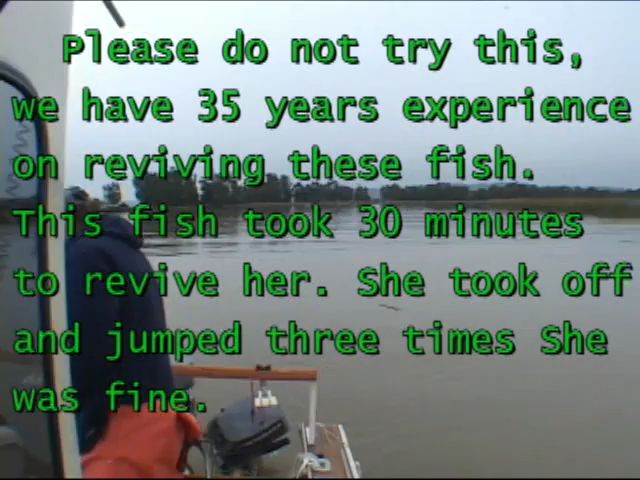 Please do not try this,
we have 35 years experience
on reviving these fish.
This fish took 30 minutes
to revive her. She took off
and jumped three times She
was fine.